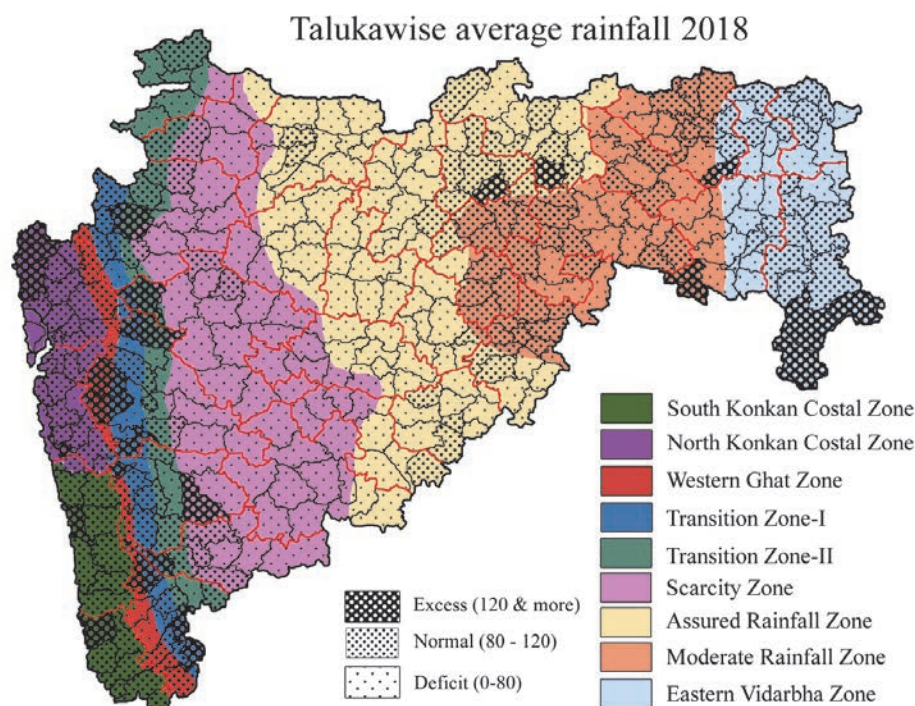 Talukawise average rainfall 2018
South Konkan Costal Zone
North Konkan Costal Zone
Western Ghat Zone
Transition Zone-I
Transition Zone-II
Scarcity Zone
Assured Rainfall Zone
Moderate Rainfall Zone
Eastern Vidarbha Zone
Excess (120 & more)
Normal (80 - 120)
Deficit (0-80)